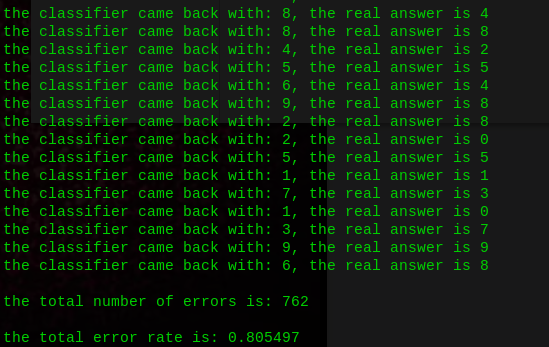 the classifier came back with: 8, the real answer is 4
the classifier came back with: 8, the real answer is 8
the classifier came back with: 4, the real answer is 2
the classifier came back with: 5, the real answer is 5
the classifier came back with: 6, the real answer is 4
the classifier came back with: 9, the real answer is 8
the classifier came back with: 2, the real answer is 8
the classifier came back with: 2, the real answer is 0
the classifier came back with: 5, the real answer is 5
the classifier came back with: 1, the real answer is 1
the classifier came back with: 7, the real answer is 3
the classifier came back with: 1, the real answer is 0
the classifier came back with: 3, the real answer is 7
the classifier came back with: 9, the real answer is 9
the classifier came back with: 6, the real answer is 8
the total number of errors is: 762
the total error rate is: 0.805497